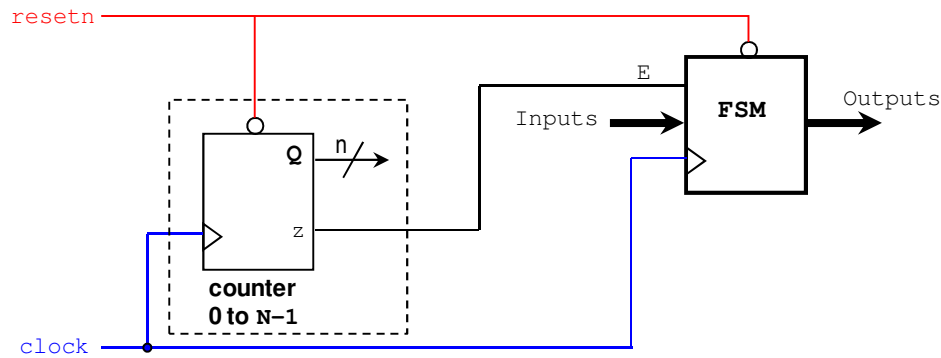 resetn
E
FSM
Inputs
Outputs
Q
n
z
counter
0 to N−1
clock